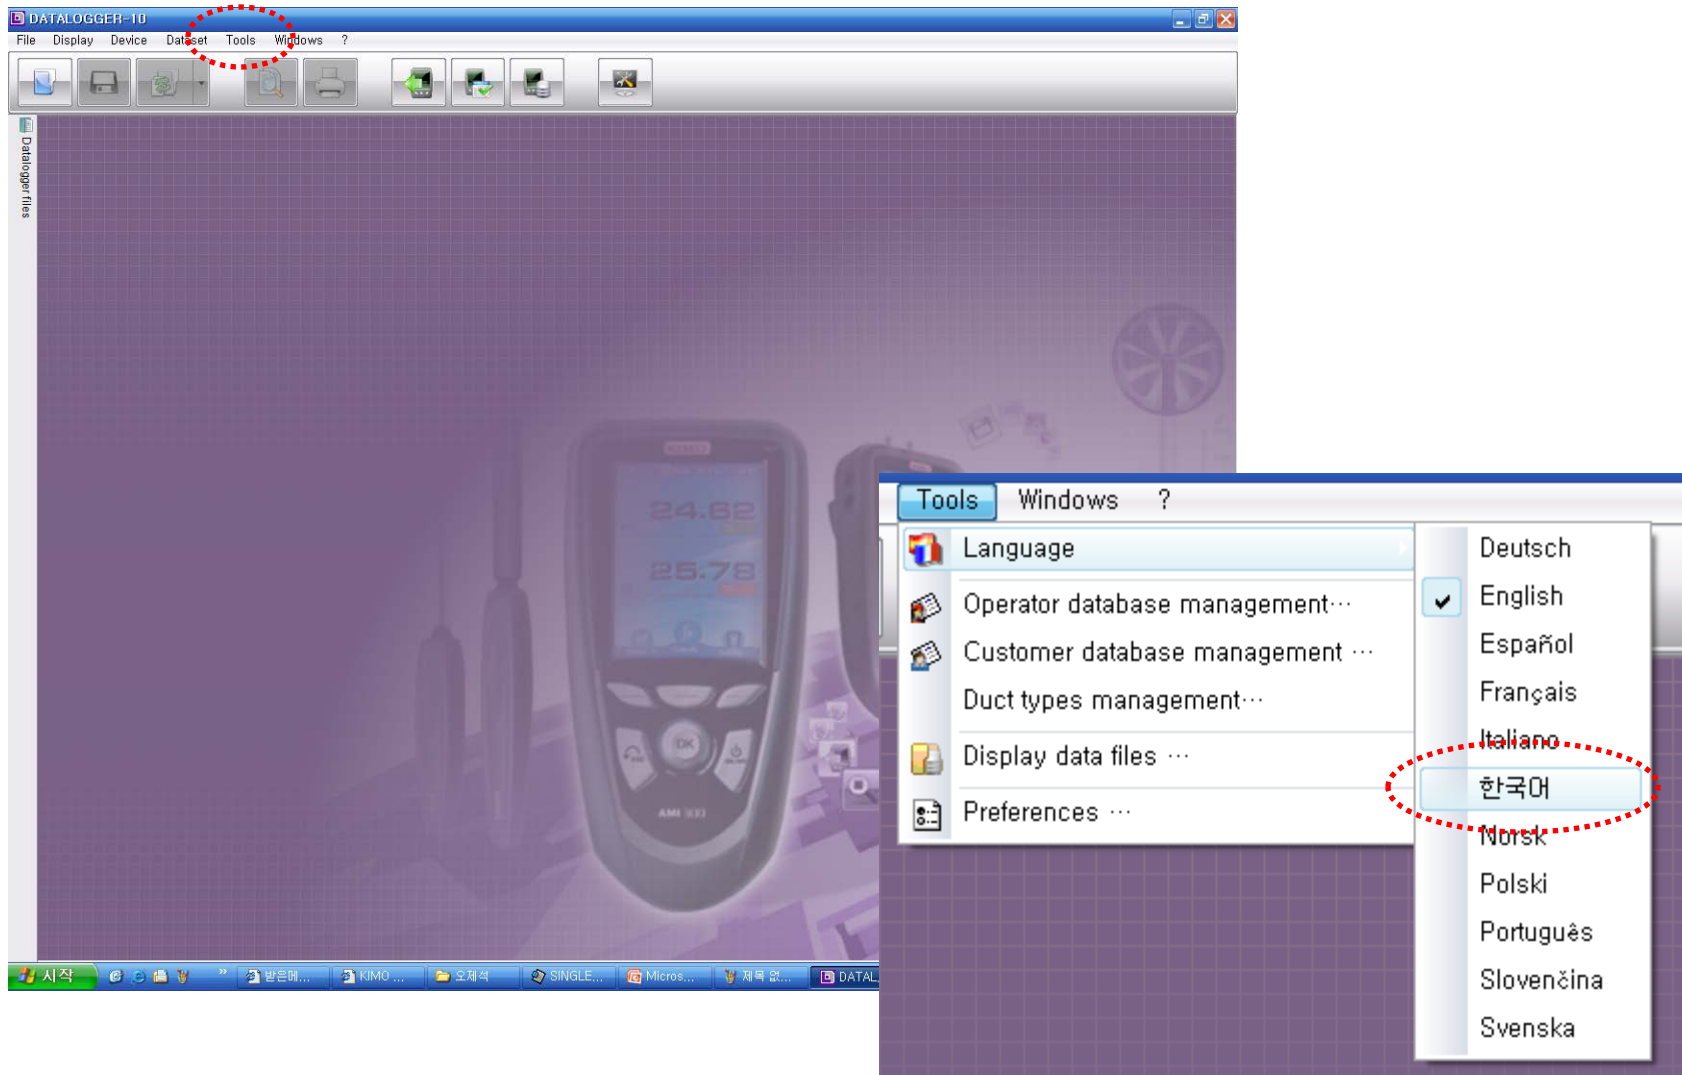 DATALOGGER-10
File Display Device Dataset Tools Windows ?
Datalogger files
KIMO
24.62
25.78
OK
AMI 300
Tools Windows ?
Language
Operator database management...
Customer database management ...
Duct types management...
Display data files ...
Preferences ...
Deutsch
English
Español
Français
Italiano
한국어
Norsk
Polski
Português
Slovenčina
Svenska
시작 받은메... KIMO ... 오제석 SINGLE... Micros... 제목 없... DATAL